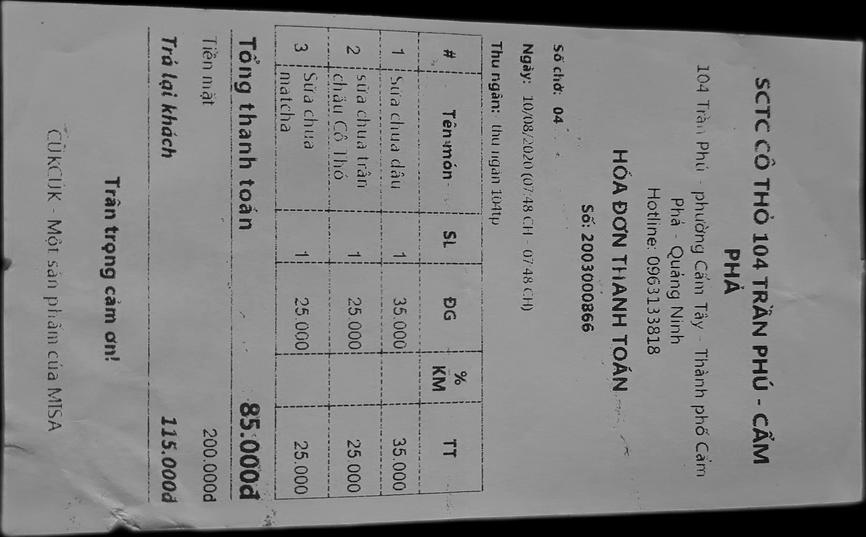 SCTC CÔ THỎ 104 TRẦN PHÚ - CẨM
PHẢ
104 Trần Phú - phường Cẩm Tây - Thành phố Cẩm
Phả - Quảng Ninh
Hotline: 0963133818
HÓA ĐƠN THANH TOÁN
Số: 2003000866
Số chờ: 04
Ngày: 10/08/2020 (07:48 CH - 07:48 CH)
Thu ngân: thu ngân 104tp
# Tên món SL ĐG % KM TT
1 Sữa chua dâu 1 35.000 35.000
2 sữa chua trân 1 25.000 25.000
châu Cô Thỏ
3 Sữa chua 1 25.000 25.000
matcha
Tổng thanh toán 85.000đ
Tiền mặt 200.000đ
Trả lại khách 115.000đ
Trân trọng cảm ơn!
CUKCUK - Một sản phẩm của MISA